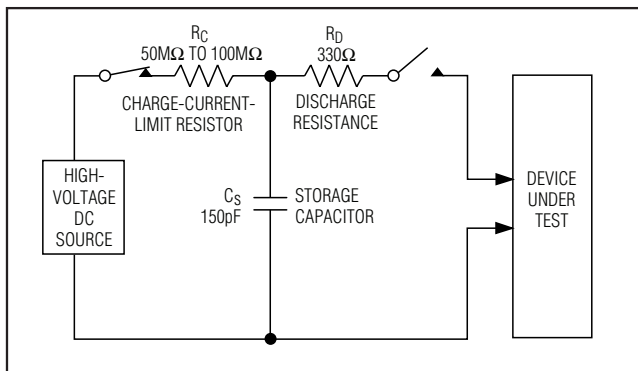 R_C
50MΩ TO 100MΩ
CHARGE-CURRENT-
LIMIT RESISTOR
R_D
330Ω
DISCHARGE
RESISTANCE
HIGH-
VOLTAGE
DC
SOURCE
C_S
150pF
STORAGE
CAPACITOR
DEVICE
UNDER
TEST